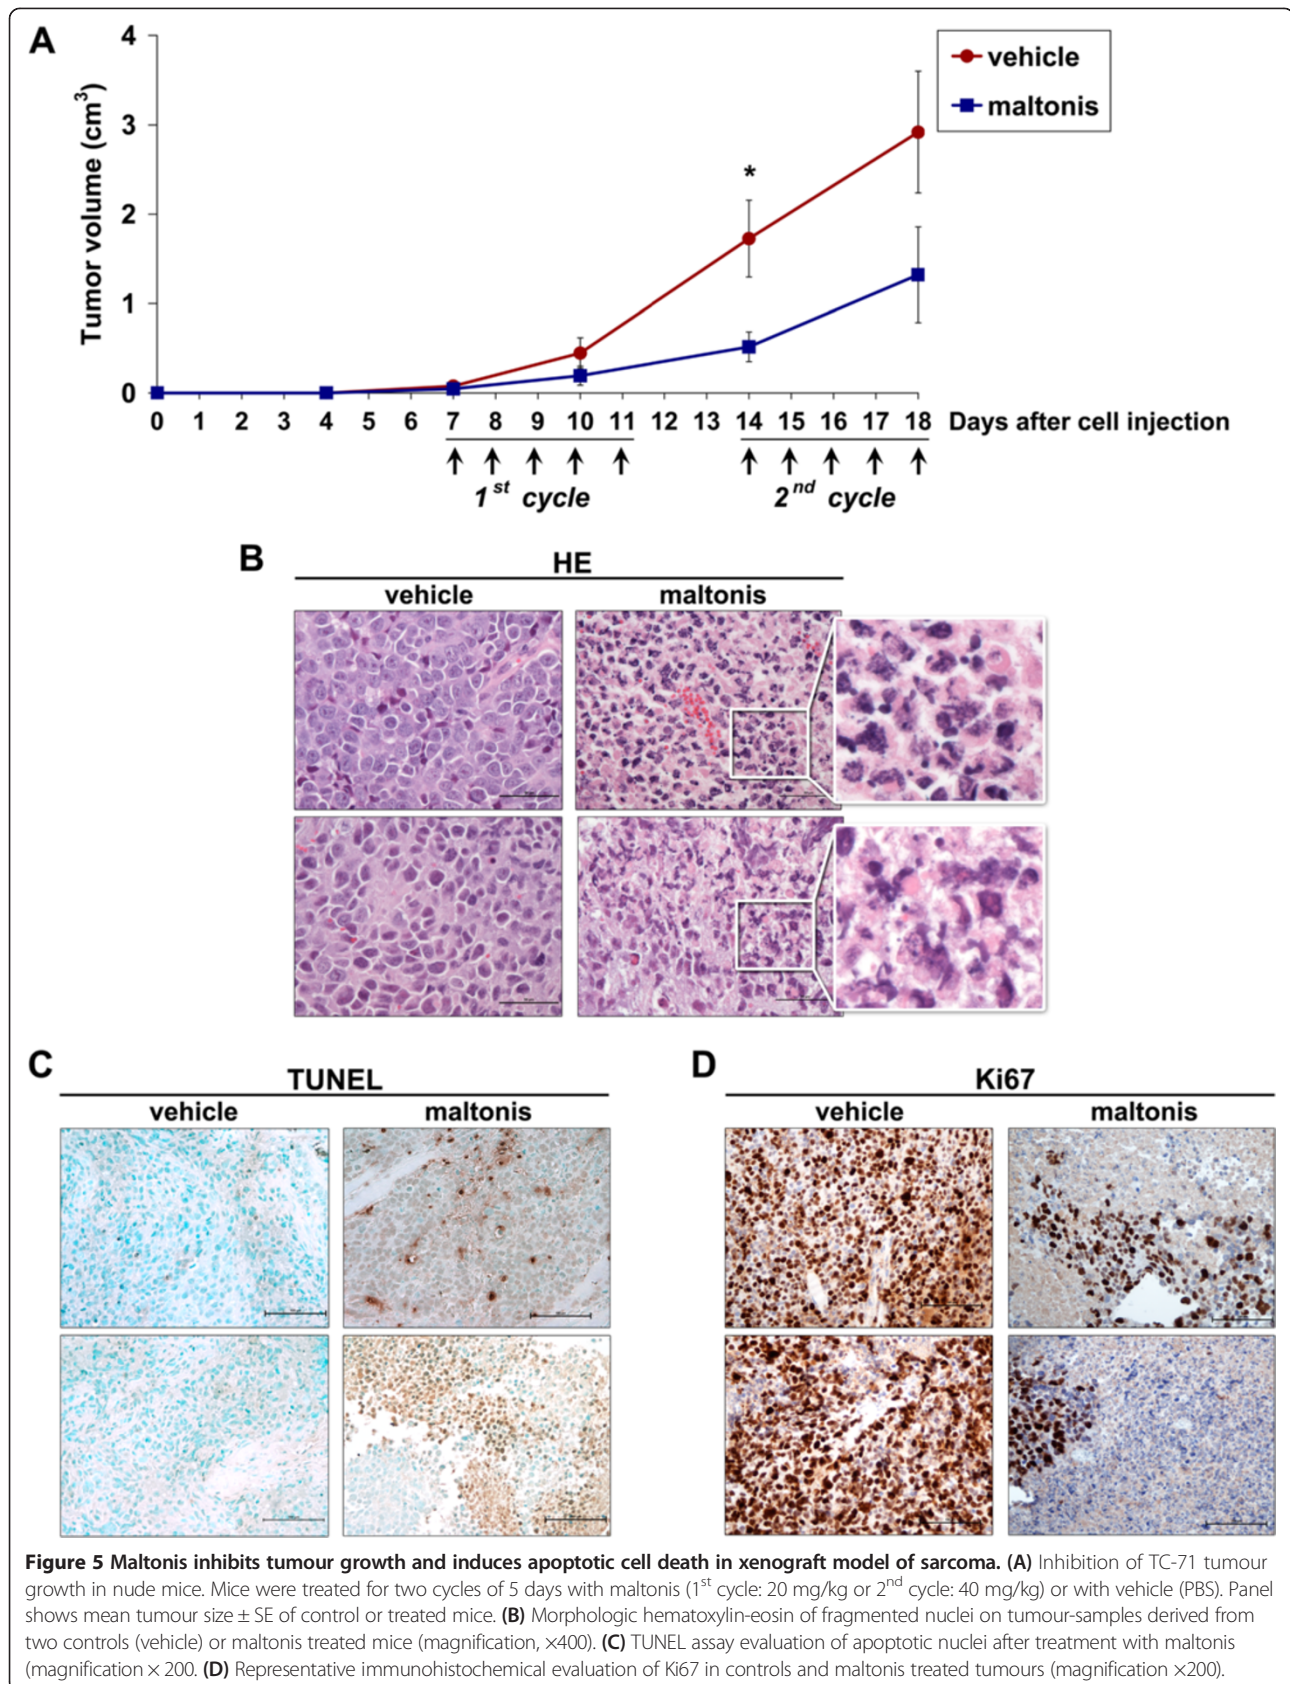 A
4
3
2
1
0
Tumor volume (cm³)
vehicle
maltonis
*
0 1 2 3 4 5 6 7 8 9 10 11 12 13 14 15 16 17 18 Days after cell injection
1st cycle 2nd cycle
B
HE
vehicle maltonis
C
TUNEL
vehicle maltonis
D
Ki67
vehicle maltonis
Figure 5 Maltonis inhibits tumour growth and induces apoptotic cell death in xenograft model of sarcoma. (A) Inhibition of TC-71 tumour
growth in nude mice. Mice were treated for two cycles of 5 days with maltonis (1st cycle: 20 mg/kg or 2nd cycle: 40 mg/kg) or with vehicle (PBS). Panel
shows mean tumour size ± SE of control or treated mice. (B) Morphologic hematoxylin-eosin of fragmented nuclei on tumour-samples derived from
two controls (vehicle) or maltonis treated mice (magnification, ×400). (C) TUNEL assay evaluation of apoptotic nuclei after treatment with maltonis
(magnification × 200. (D) Representative immunohistochemical evaluation of Ki67 in controls and maltonis treated tumours (magnification ×200).